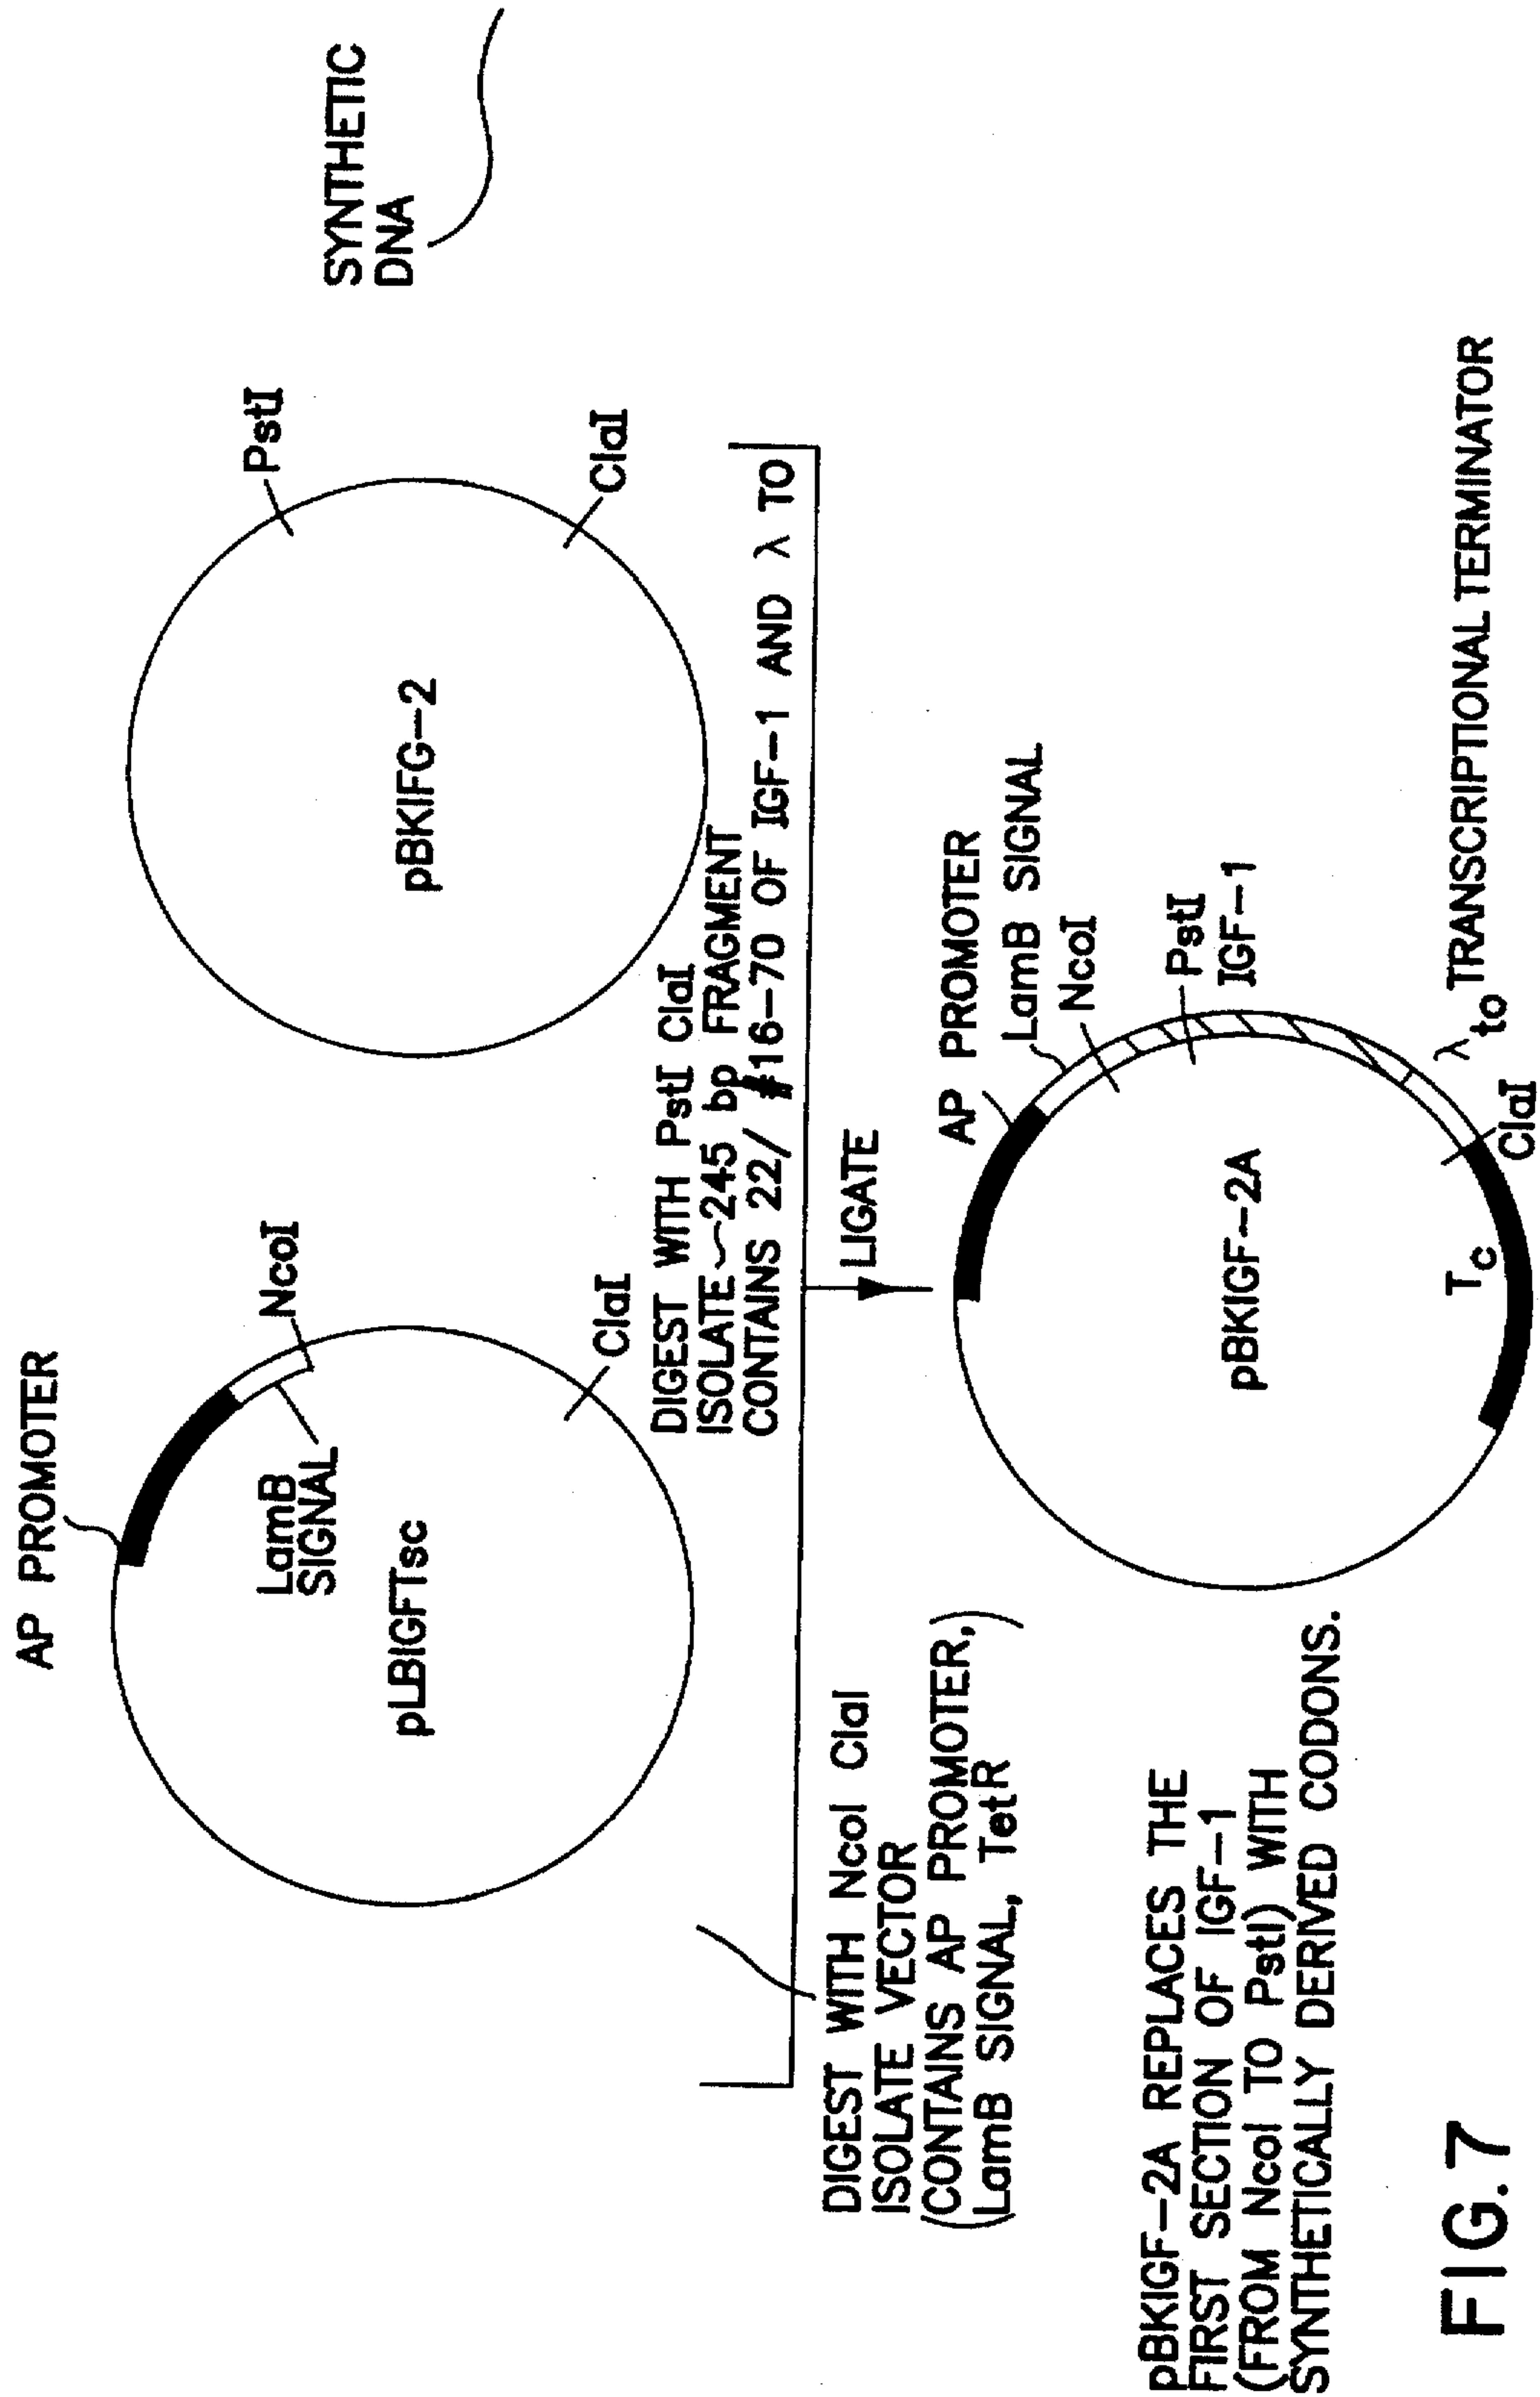 AP PROMOTER
NcoI
LamB
SIGNAL
pLBIGFTsc
ClaI
PstI
pBKIFG-2
ClaI
SYNTHETIC
DNA
DIGEST WITH PstI ClaI
ISOLATE ~245 bp FRAGMENT
CONTAINS 22/ #16-70 OF IGF-1 AND λ TO
DIGEST WITH NcoI ClaI
ISOLATE VECTOR
(CONTAINS AP PROMOTER,
LamB SIGNAL, TetR)
LIGATE
AP PROMOTER
LamB SIGNAL
NcoI
PstI
IGF-1
pBKIGF-2A
Tc
ClaI
λ to TRANSCRIPTIONAL TERMINATOR
pBKIGF-2A REPLACES THE
FIRST SECTION OF IGF-1
(FROM NcoI TO PstI) WITH
SYNTHETICALLY DERIVED CODONS.
FIG. 7